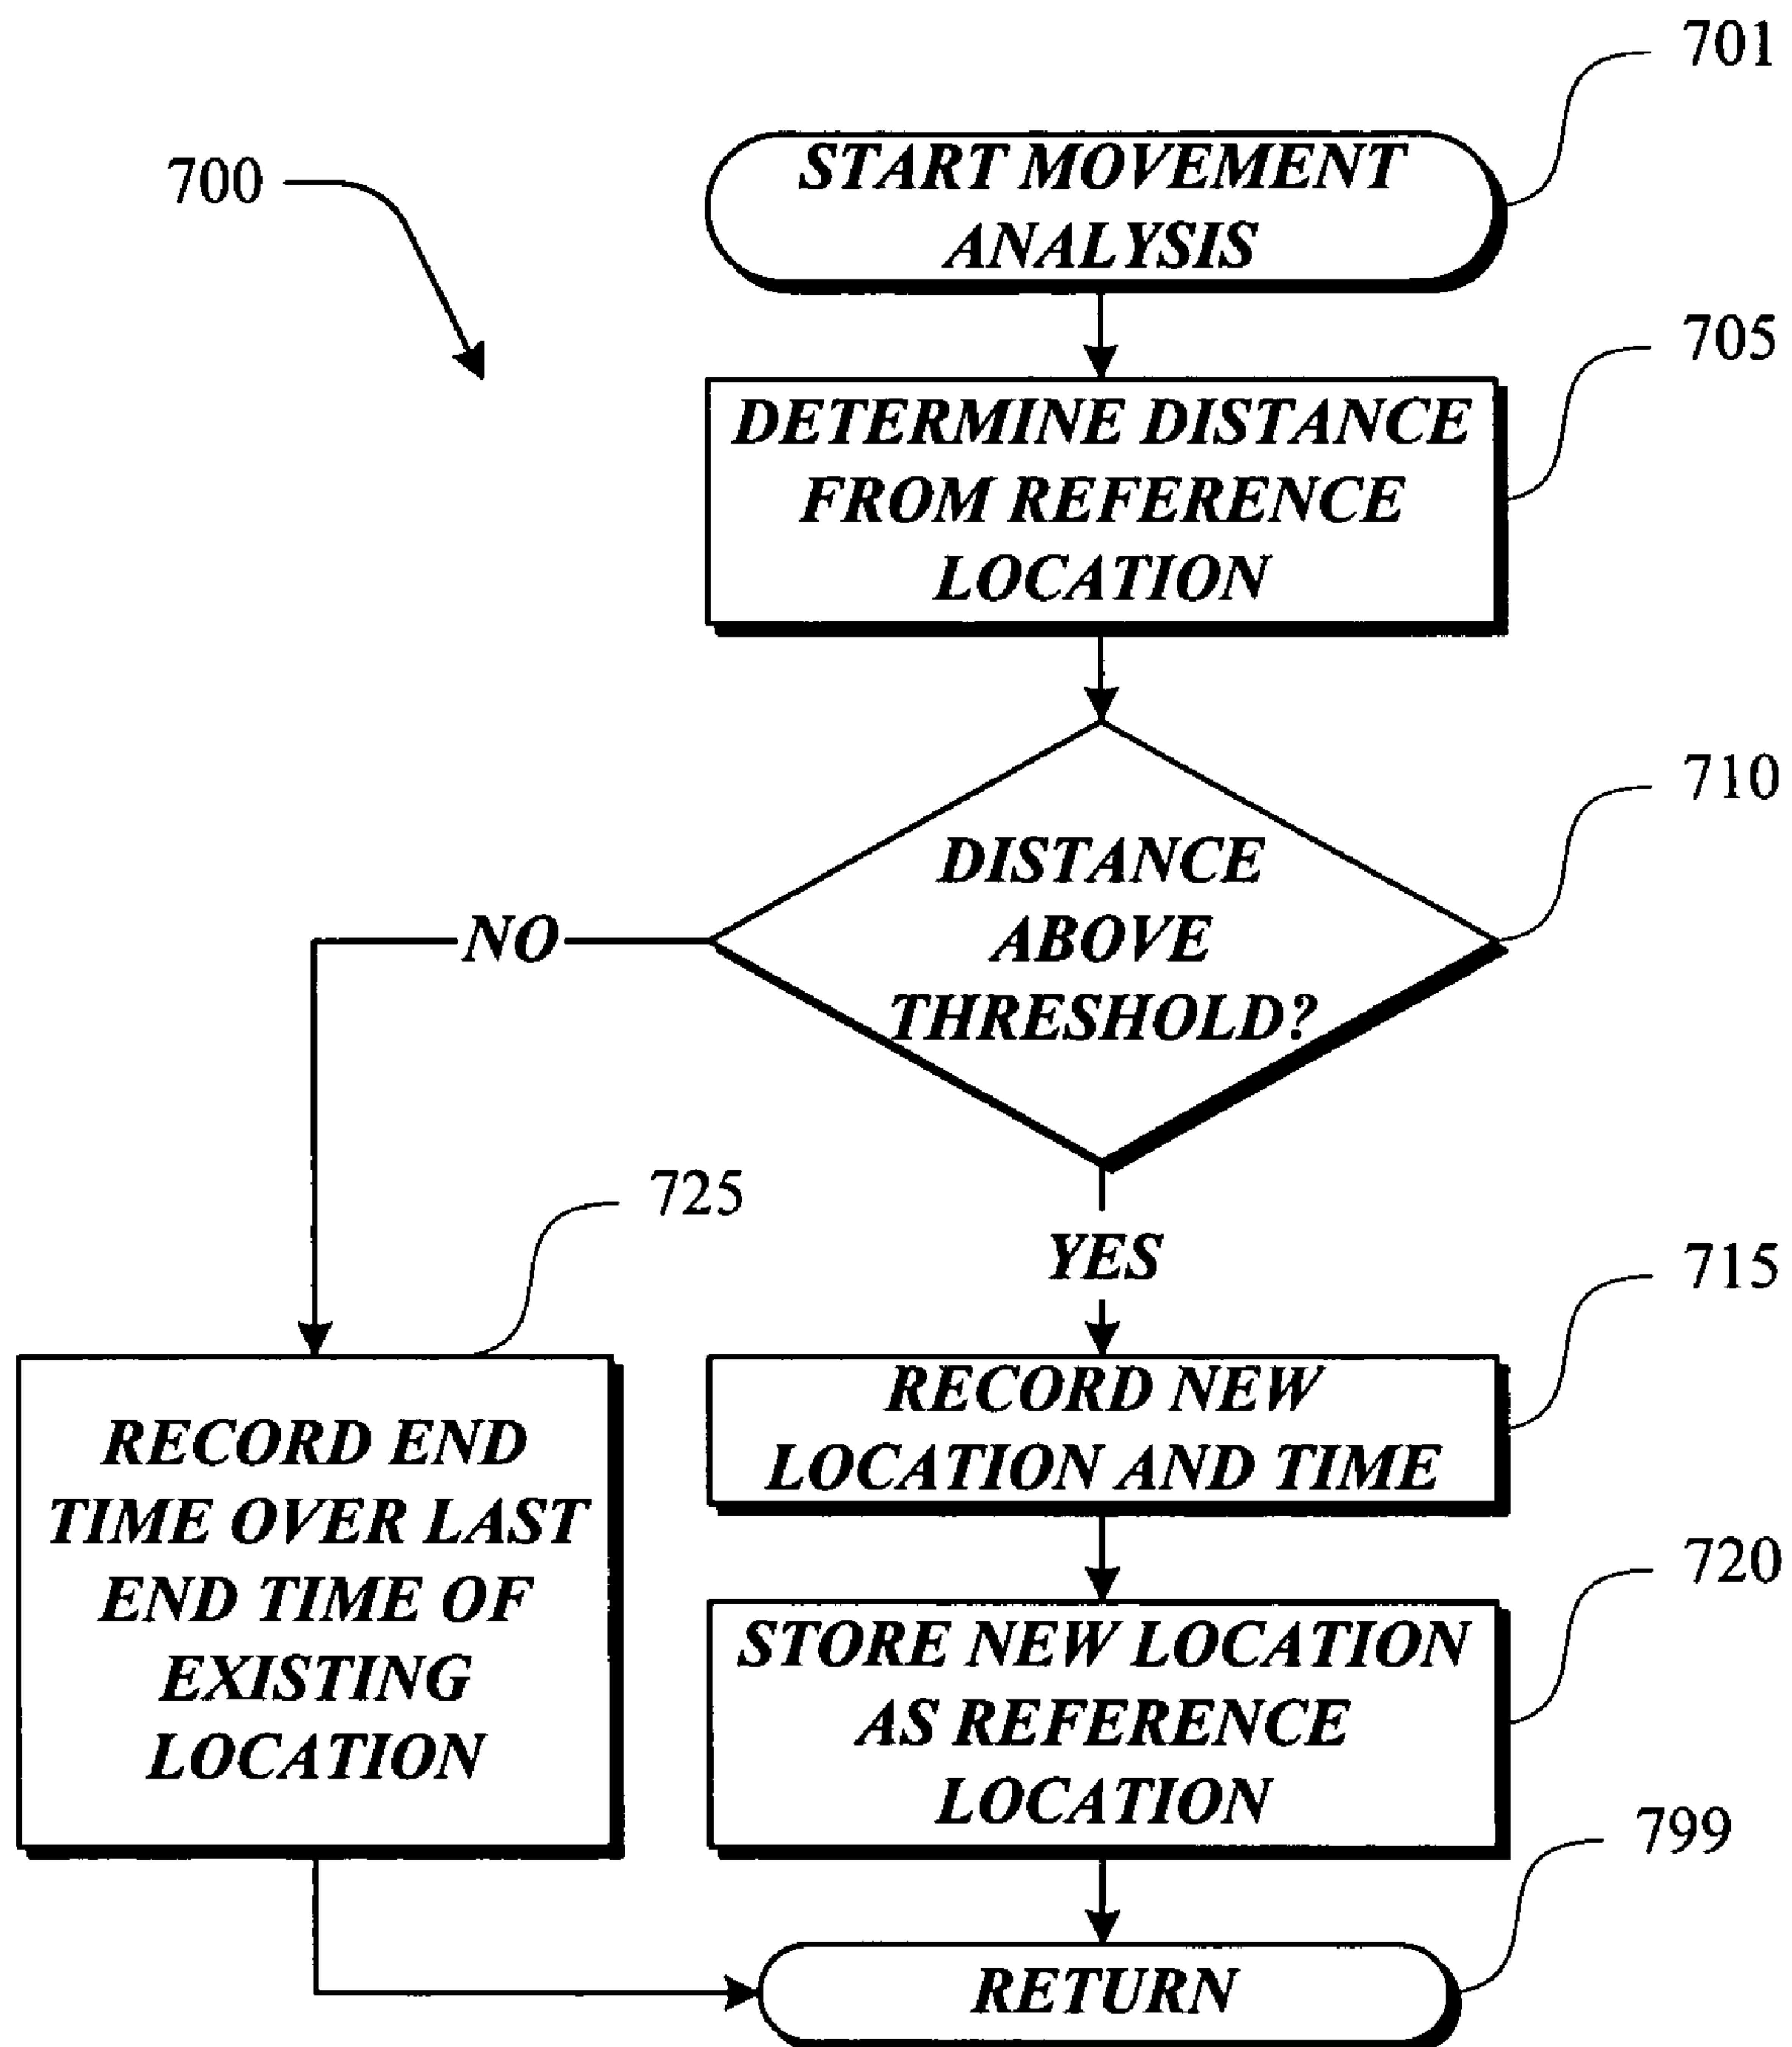 701
700
START MOVEMENT
ANALYSIS
705
DETERMINE DISTANCE
FROM REFERENCE
LOCATION
710
DISTANCE
ABOVE
THRESHOLD?
NO
725
YES
715
RECORD NEW
LOCATION AND TIME
RECORD END
TIME OVER LAST
END TIME OF
EXISTING
LOCATION
720
STORE NEW LOCATION
AS REFERENCE
LOCATION
799
RETURN